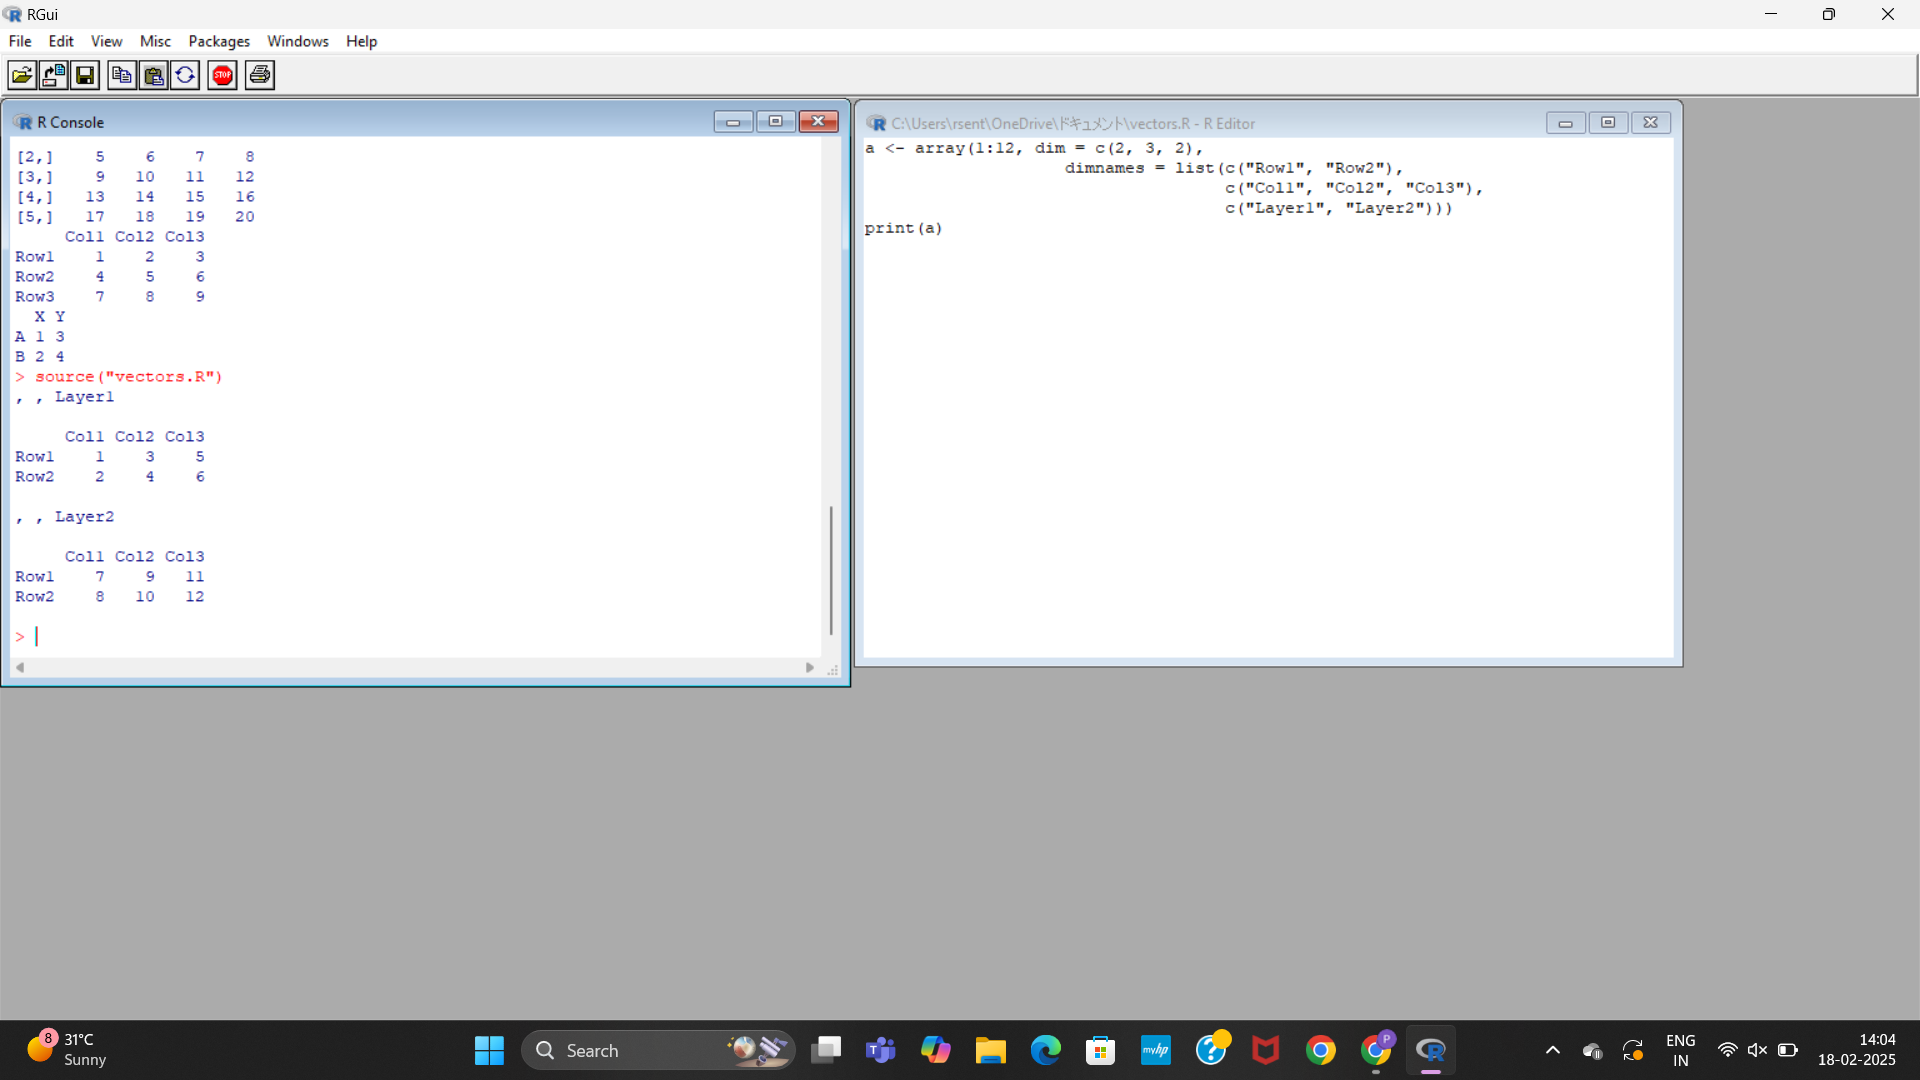 RGui
File Edit View Misc Packages Windows Help
STOP
R Console
[2,]    5    6    7    8
[3,]    9   10   11   12
[4,]   13   14   15   16
[5,]   17   18   19   20
     Col1 Col2 Col3
Row1    1    2    3
Row2    4    5    6
Row3    7    8    9
  X Y
A 1 3
B 2 4
> source("vectors.R")
, , Layer1
     Col1 Col2 Col3
Row1    1    3    5
Row2    2    4    6
, , Layer2
     Col1 Col2 Col3
Row1    7    9   11
Row2    8   10   12
>
C:\Users\rsent\OneDrive\ドキュメント\vectors.R - R Editor
a <- array(1:12, dim = c(2, 3, 2),
                    dimnames = list(c("Row1", "Row2"),
                                    c("Col1", "Col2", "Col3"),
                                    c("Layer1", "Layer2")))
print(a)
8
31°C
Sunny
Search
myhp
P
ENG
IN
14:04
18-02-2025